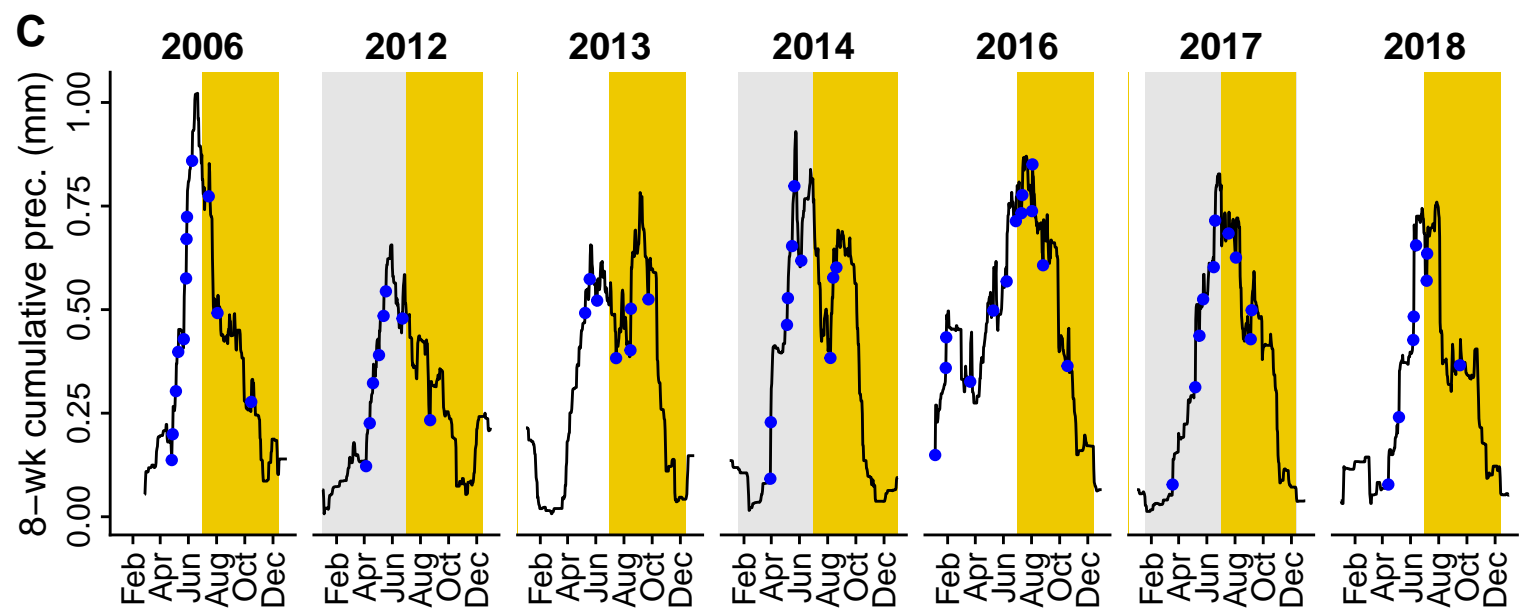 C
2006 2012 2013 2014 2016 2017 2018
8−wk cumulative prec. (mm)
1.00
0.75
0.50
0.25
0.00
Feb Apr Jun Aug Oct Dec Feb Apr Jun Aug Oct Dec Feb Apr Jun Aug Oct Dec Feb Apr Jun Aug Oct Dec Feb Apr Jun Aug Oct Dec Feb Apr Jun Aug Oct Dec Feb Apr Jun Aug Oct Dec